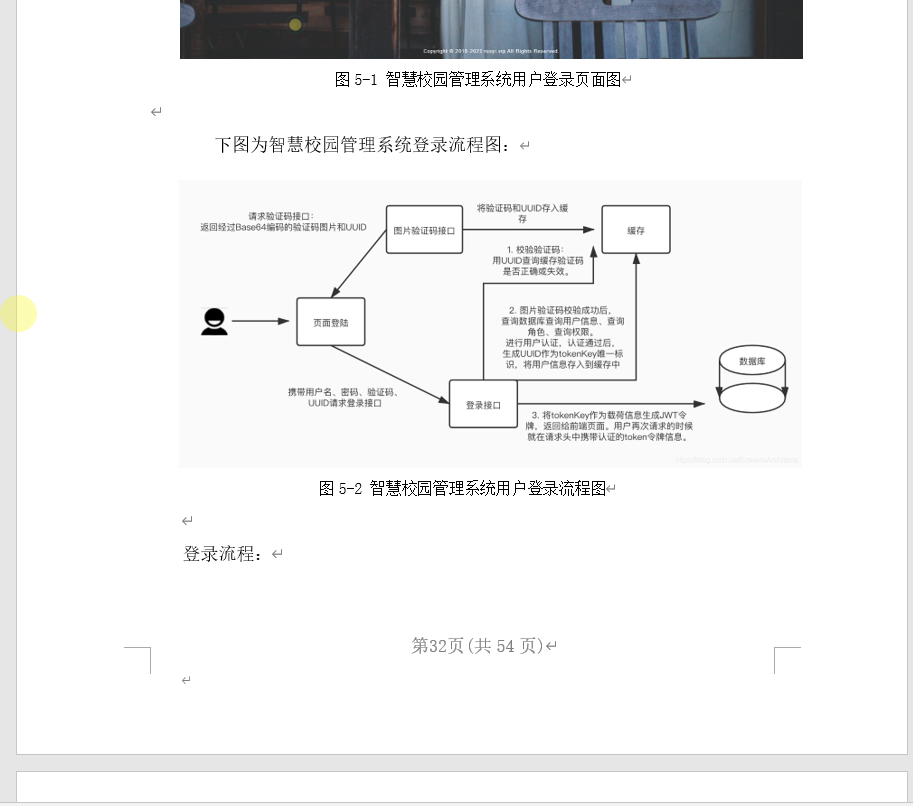 Copyright © 2018-2021 ruoyi.vip All Rights Reserved.
图 5-1 智慧校园管理系统用户登录页面图
下图为智慧校园管理系统登录流程图：
请求验证码接口：
返回经过Base64编码的验证码图片和UUID
图片验证码接口
将验证码和UUID存入缓
存
缓存
1. 校验验证码：
用UUID查询缓存验证码
是否正确或失效。
页面登陆
2. 图片验证码校验成功后，
查询数据库查询用户信息、查询
角色、查询权限。
进行用户认证，认证通过后，
生成UUID作为tokenKey唯一标
识，将用户信息存入到缓存中
数据库
携带用户名、密码、验证码、
UUID请求登录接口
登录接口
3. 将tokenKey作为载荷信息生成JWT令
牌，返回给前端页面。用户再次请求的时候
就在请求头中携带认证的token令牌信息。
图 5-2 智慧校园管理系统用户登录流程图
登录流程：
第32页(共 54 页)